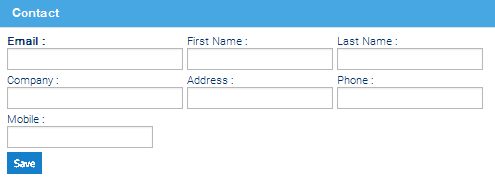 Contact
Email : First Name : Last Name :
Company : Address : Phone :
Mobile :
Save